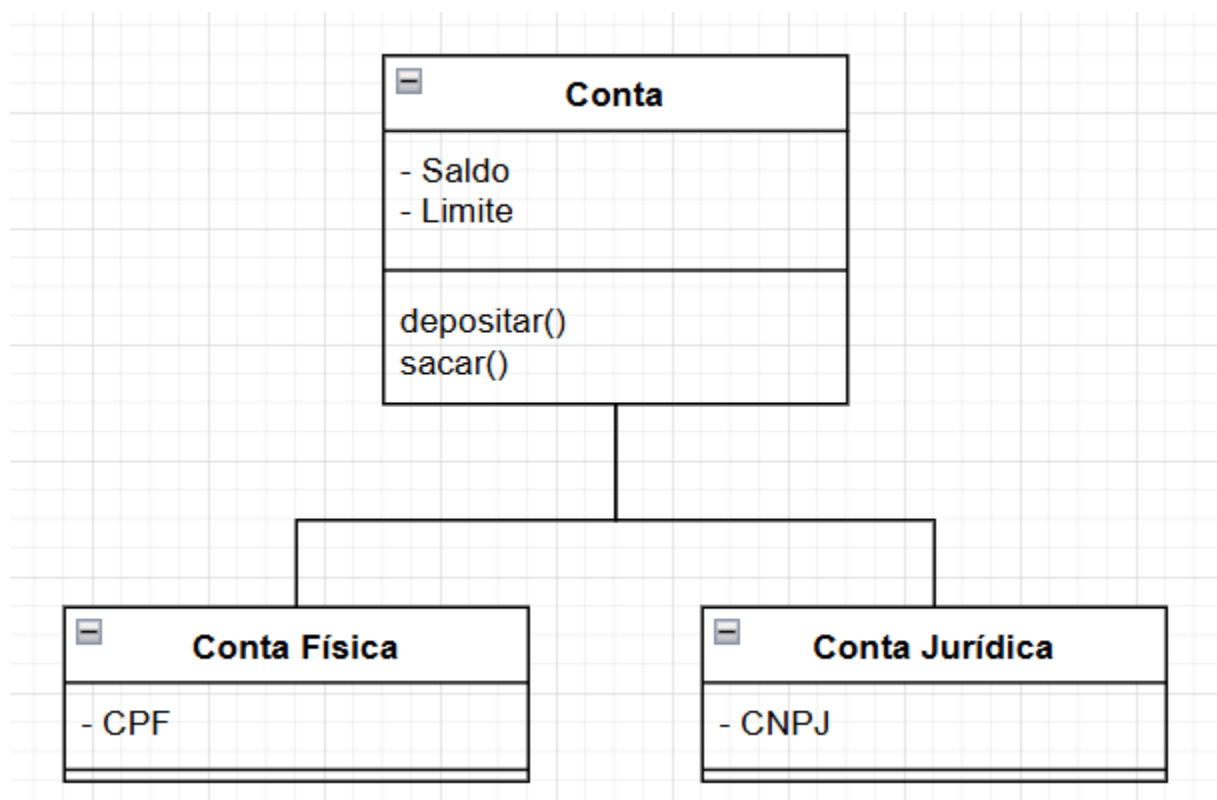 Conta
- Saldo
- Limite
depositar()
sacar()
Conta Física
- CPF
Conta Jurídica
- CNPJ